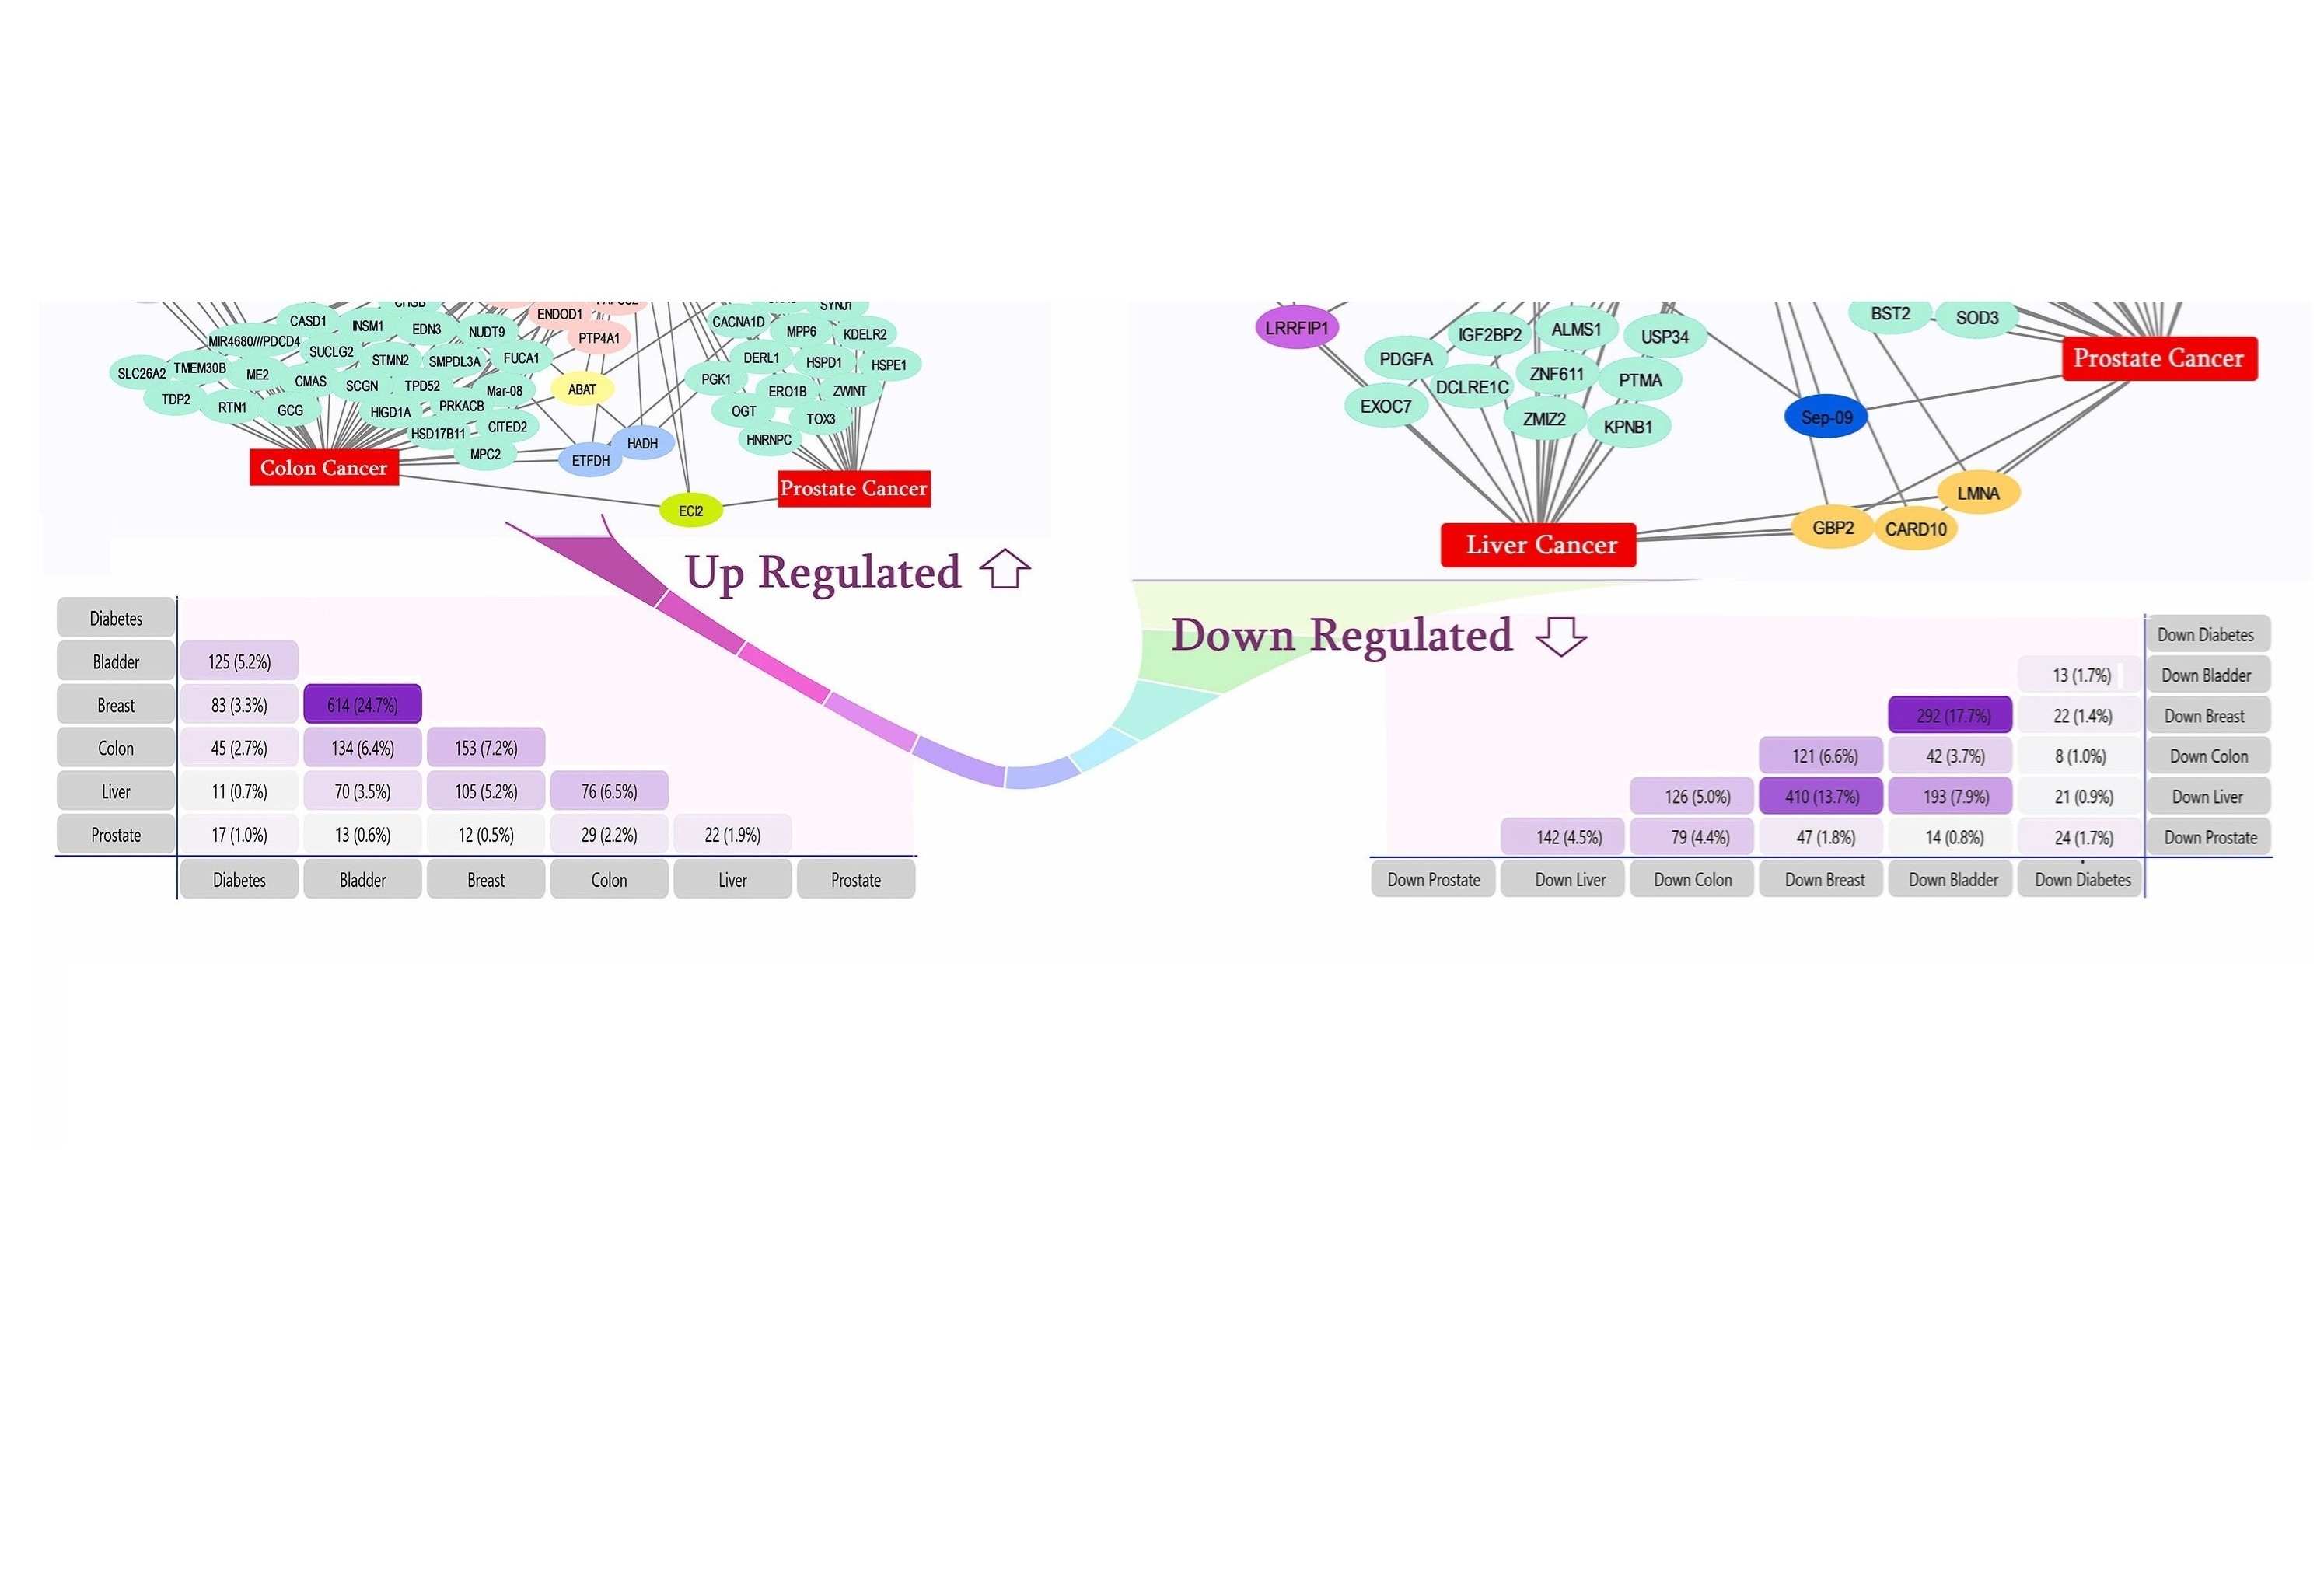 CASD1
INSM1
EDN3
NUDT9
ENDOD1
PTP4A1
MIR4680///PDCD4
SUCLG2
STMN2
SMPDL3A
FUCA1
SLC26A2
TMEM30B
ME2
CMAS
SCGN
TPD52
Mar-08
ABAT
TDP2
RTN1
GCG
HIGD1A
PRKACB
HSD17B11
CITED2
MPC2
ETFDH
HADH
Colon Cancer
ECI2
CACNA1D
SYNJ1
MPP6
KDELR2
DERL1
HSPD1
HSPE1
PGK1
ERO1B
ZWINT
OGT
TOX3
HNRNPC
Prostate Cancer
LRRFIP1
PDGFA
IGF2BP2
ALMS1
USP34
DCLRE1C
ZNF611
PTMA
EXOC7
ZMIZ2
KPNB1
Liver Cancer
BST2
SOD3
Prostate Cancer
Sep-09
LMNA
GBP2
CARD10
Up Regulated
Down Regulated
Diabetes
Bladder 125 (5.2%)
Breast 83 (3.3%) 614 (24.7%)
Colon 45 (2.7%) 134 (6.4%) 153 (7.2%)
Liver 11 (0.7%) 70 (3.5%) 105 (5.2%) 76 (6.5%)
Prostate 17 (1.0%) 13 (0.6%) 12 (0.5%) 29 (2.2%) 22 (1.9%)
Diabetes Bladder Breast Colon Liver Prostate
Down Diabetes
13 (1.7%) Down Bladder
292 (17.7%) 22 (1.4%) Down Breast
121 (6.6%) 42 (3.7%) 8 (1.0%) Down Colon
126 (5.0%) 410 (13.7%) 193 (7.9%) 21 (0.9%) Down Liver
142 (4.5%) 79 (4.4%) 47 (1.8%) 14 (0.8%) 24 (1.7%) Down Prostate
Down Prostate Down Liver Down Colon Down Breast Down Bladder Down Diabetes